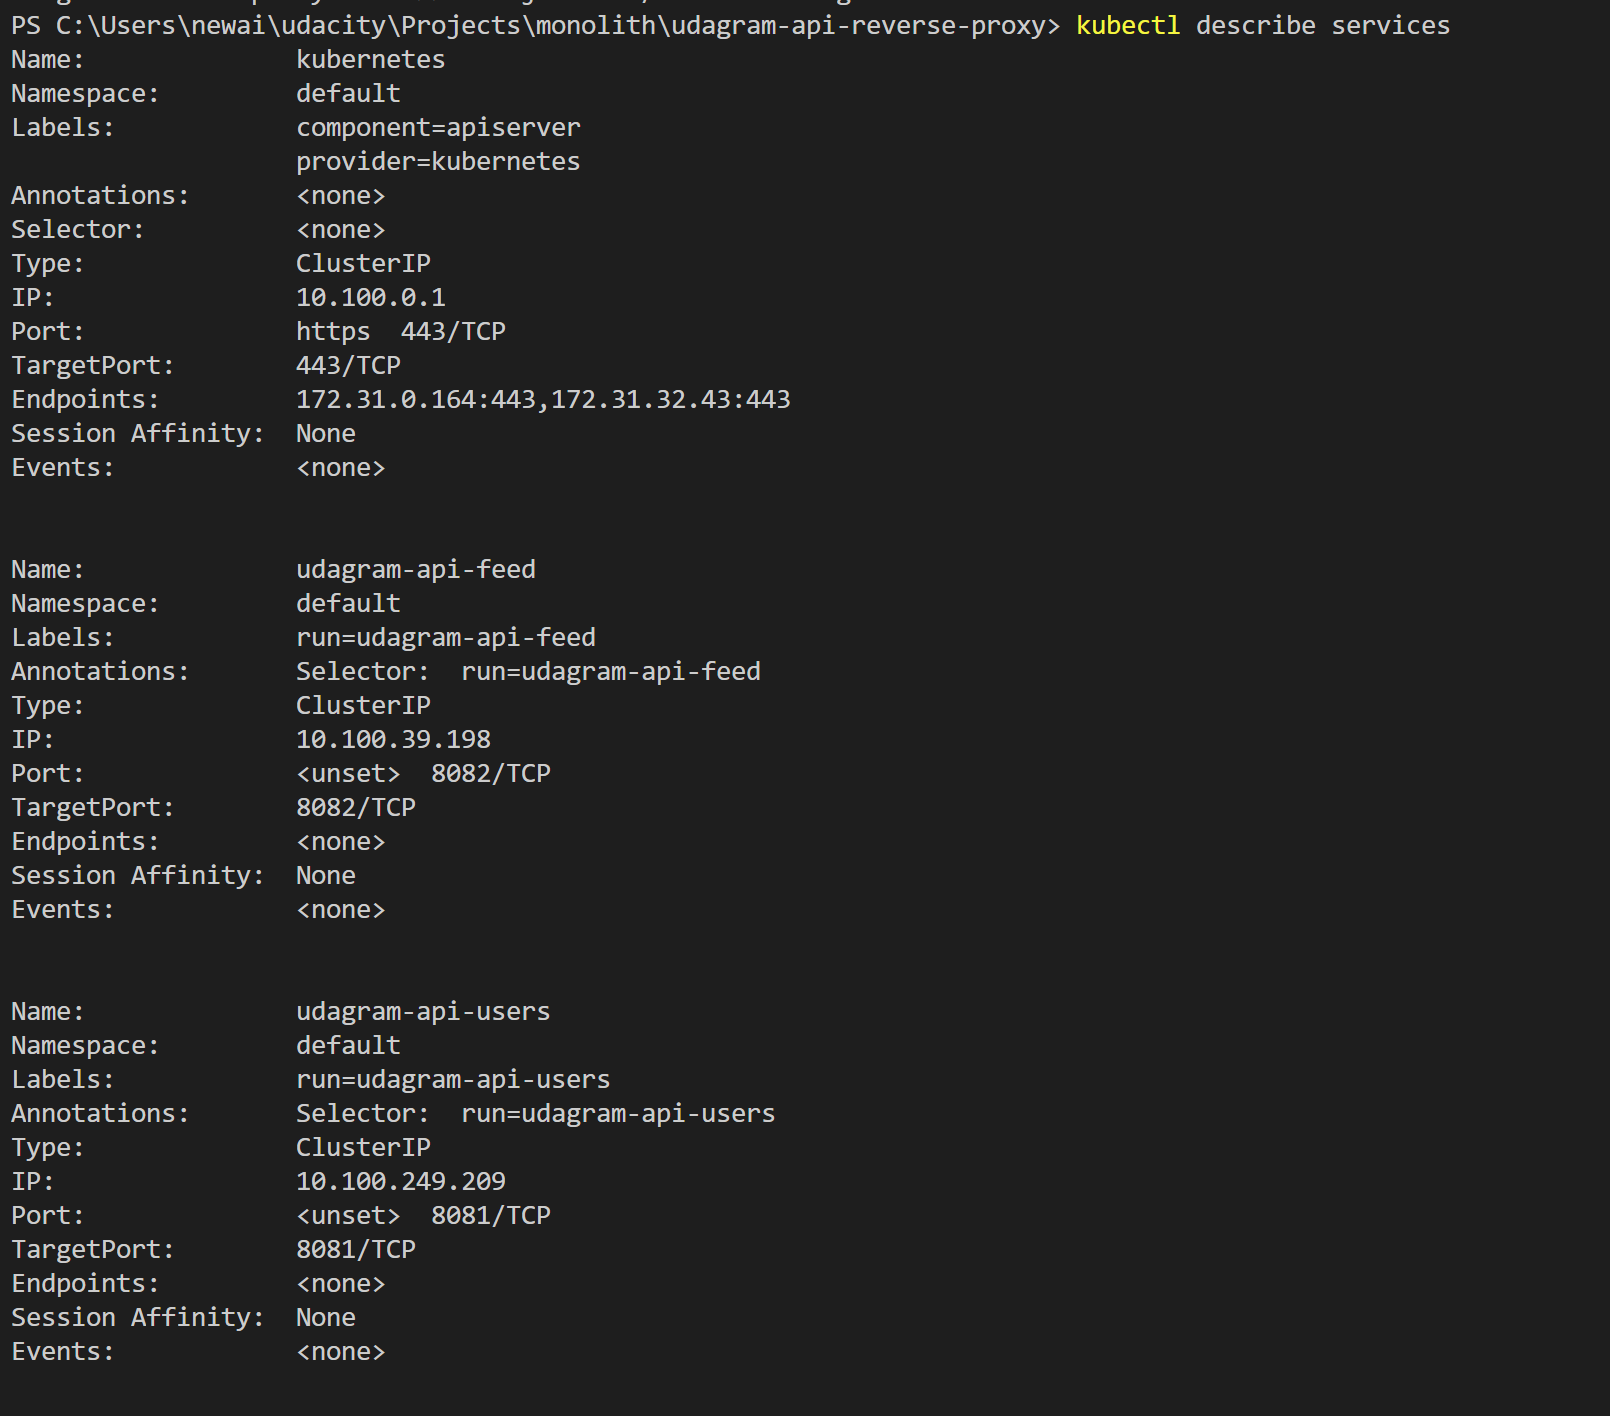 PS C:\Users\newai\udacity\Projects\monolith\udagram-api-reverse-proxy> kubectl describe services
Name:              kubernetes
Namespace:         default
Labels:            component=apiserver
                   provider=kubernetes
Annotations:       <none>
Selector:          <none>
Type:              ClusterIP
IP:                10.100.0.1
Port:              https  443/TCP
TargetPort:        443/TCP
Endpoints:         172.31.0.164:443,172.31.32.43:443
Session Affinity:  None
Events:            <none>


Name:              udagram-api-feed
Namespace:         default
Labels:            run=udagram-api-feed
Annotations:       Selector:  run=udagram-api-feed
Type:              ClusterIP
IP:                10.100.39.198
Port:              <unset>  8082/TCP
TargetPort:        8082/TCP
Endpoints:         <none>
Session Affinity:  None
Events:            <none>


Name:              udagram-api-users
Namespace:         default
Labels:            run=udagram-api-users
Annotations:       Selector:  run=udagram-api-users
Type:              ClusterIP
IP:                10.100.249.209
Port:              <unset>  8081/TCP
TargetPort:        8081/TCP
Endpoints:         <none>
Session Affinity:  None
Events:            <none>